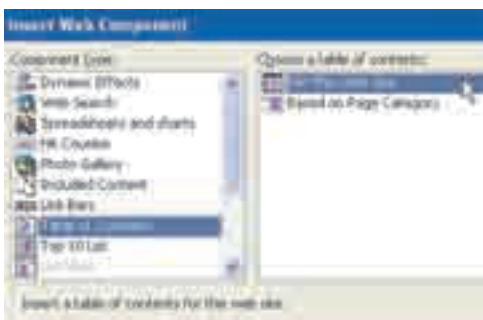 Insert Web Component
Component type:
Dynamic Effects
Web Search
Spreadsheets and charts
Hit Counter
Photo Gallery
Included Content
Link Bars
Table of Contents
Top 10 List
Choose a table of contents:
For This Web Site
Based on Page Category
Insert a table of contents for this web site.